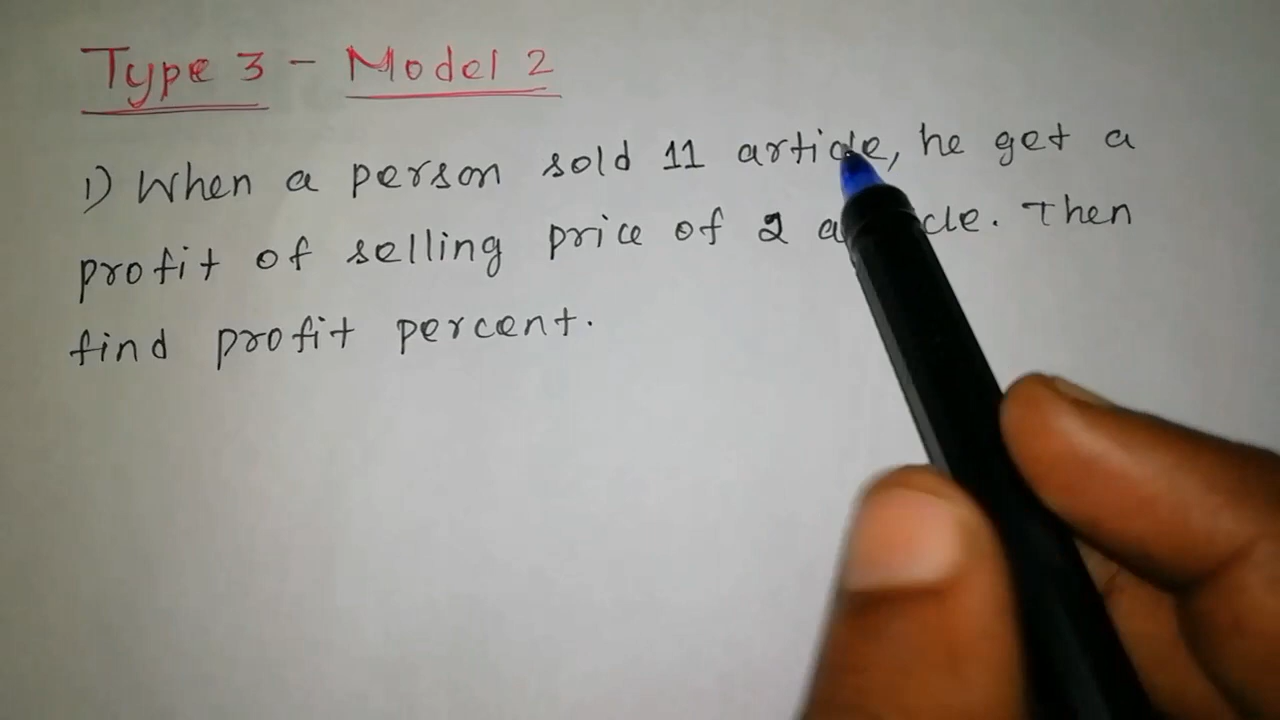 Type 3 - Model 2
1) When a person sold 11 article, he get a
profit of selling price of 2 article. Then
find profit percent.